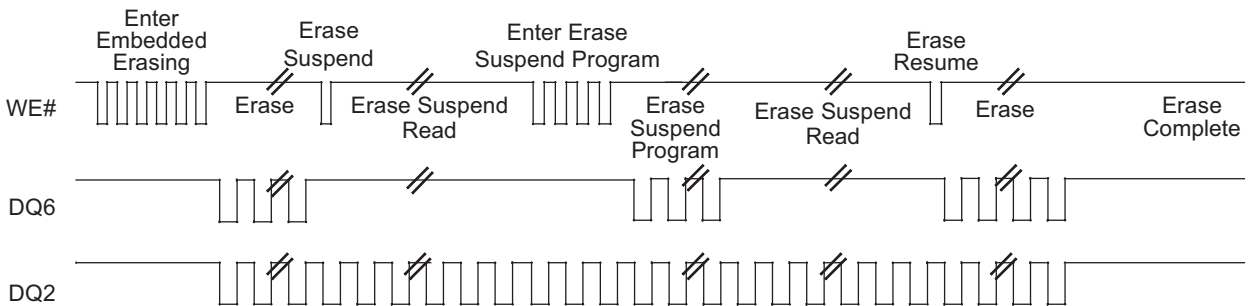 Enter
Embedded
Erasing
Erase
Suspend
Enter Erase
Suspend Program
Erase
Resume
WE#
Erase
Erase Suspend
Read
Erase
Suspend
Program
Erase Suspend
Read
Erase
Erase
Complete
DQ6
DQ2